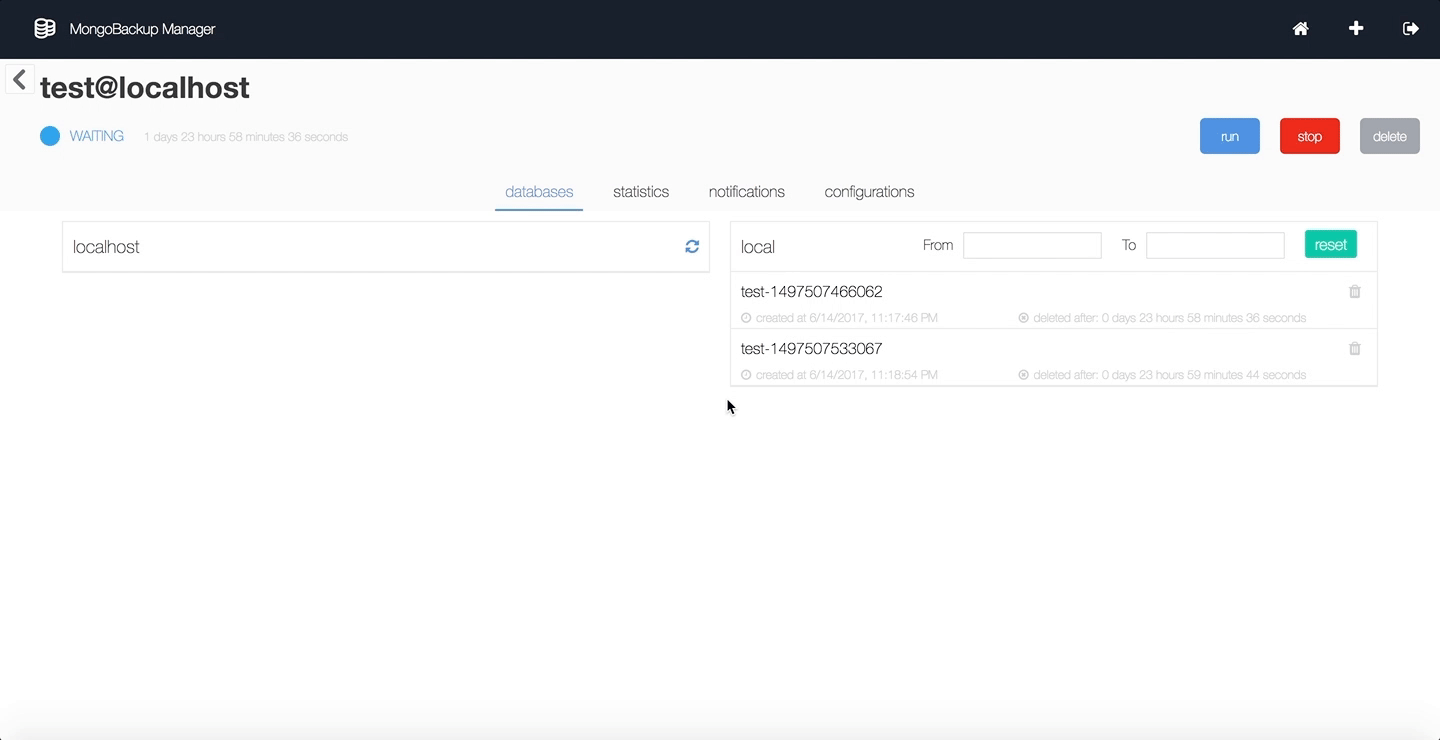 MongoBackup Manager
test@localhost
WAITING 1 days 23 hours 58 minutes 36 seconds
run stop delete
databases statistics notifications configurations
localhost
local From To reset
test-1497507466062
created at 6/14/2017, 11:17:46 PM deleted after: 0 days 23 hours 58 minutes 36 seconds
test-1497507533067
created at 6/14/2017, 11:18:54 PM deleted after: 0 days 23 hours 59 minutes 44 seconds